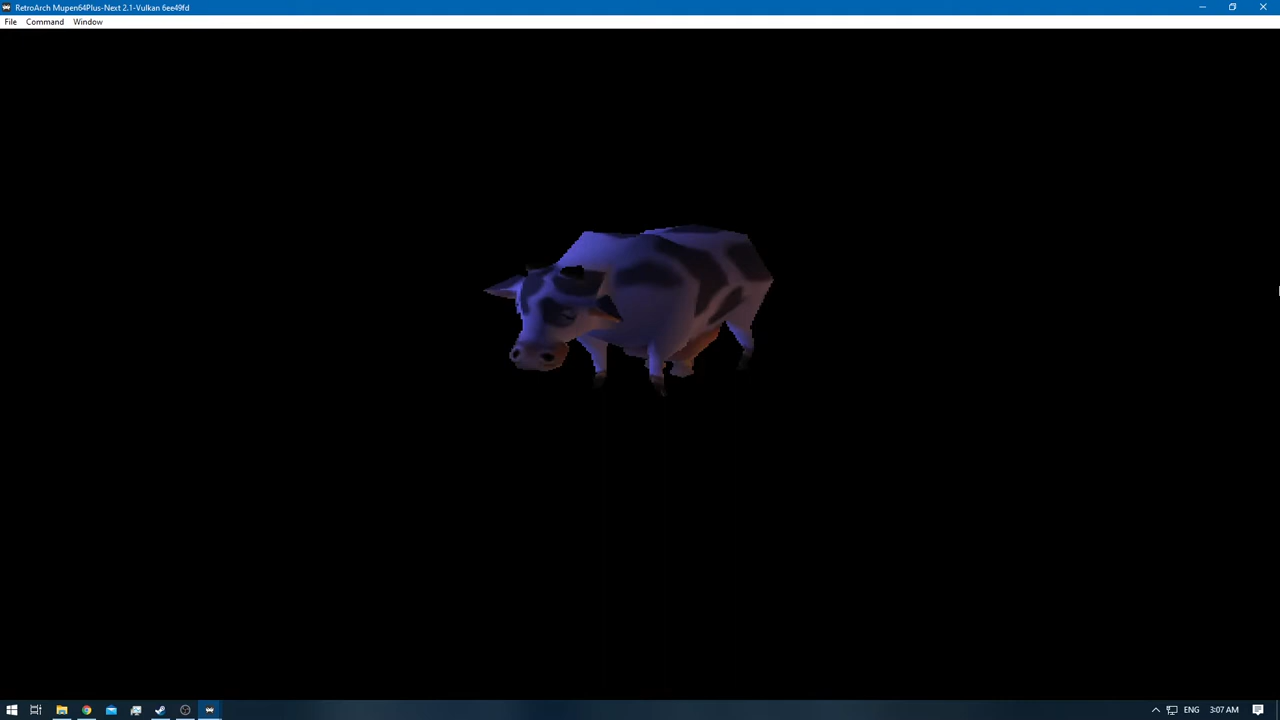 RetroArch Mupen64Plus-Next 2.1-Vulkan 6ee49fd
File Command Window
ENG 3:07 AM